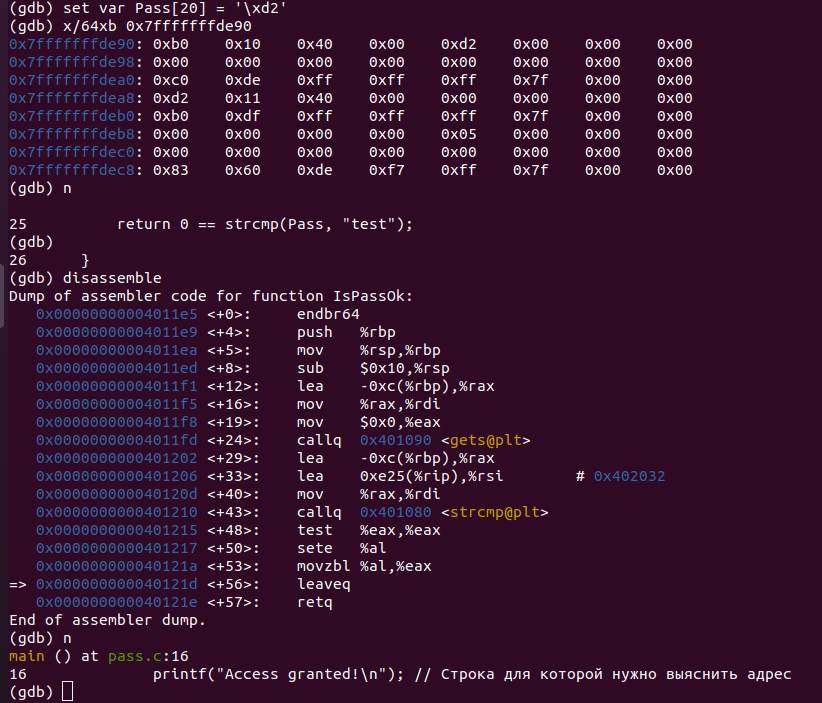 (gdb) set var Pass[20] = '\xd2'
(gdb) x/64xb 0x7fffffffde90
0x7fffffffde90: 0xb0 0x10 0x40 0x00 0xd2 0x00 0x00 0x00
0x7fffffffde98: 0x00 0x00 0x00 0x00 0x00 0x00 0x00 0x00
0x7fffffffdea0: 0xc0 0xde 0xff 0xff 0xff 0x7f 0x00 0x00
0x7fffffffdea8: 0xd2 0x11 0x40 0x00 0x00 0x00 0x00 0x00
0x7fffffffdeb0: 0xb0 0xdf 0xff 0xff 0xff 0x7f 0x00 0x00
0x7fffffffdeb8: 0x00 0x00 0x00 0x00 0x05 0x00 0x00 0x00
0x7fffffffdec0: 0x00 0x00 0x00 0x00 0x00 0x00 0x00 0x00
0x7fffffffdec8: 0x83 0x60 0xde 0xf7 0xff 0x7f 0x00 0x00
(gdb) n
25 return 0 == strcmp(Pass, "test");
(gdb)
26 }
(gdb) disassemble
Dump of assembler code for function IsPassOk:
0x00000000004011e5 <+0>: endbr64
0x00000000004011e9 <+4>: push %rbp
0x00000000004011ea <+5>: mov %rsp,%rbp
0x00000000004011ed <+8>: sub $0x10,%rsp
0x00000000004011f1 <+12>: lea -0xc(%rbp),%rax
0x00000000004011f5 <+16>: mov %rax,%rdi
0x00000000004011f8 <+19>: mov $0x0,%eax
0x00000000004011fd <+24>: callq 0x401090 <gets@plt>
0x0000000000401202 <+29>: lea -0xc(%rbp),%rax
0x0000000000401206 <+33>: lea 0xe25(%rip),%rsi # 0x402032
0x000000000040120d <+40>: mov %rax,%rdi
0x0000000000401210 <+43>: callq 0x401080 <strcmp@plt>
0x0000000000401215 <+48>: test %eax,%eax
0x0000000000401217 <+50>: sete %al
0x000000000040121a <+53>: movzbl %al,%eax
=> 0x000000000040121d <+56>: leaveq
0x000000000040121e <+57>: retq
End of assembler dump.
(gdb) n
main () at pass.c:16
16 printf("Access granted!\n"); // Строка для которой нужно выяснить адрес
(gdb)